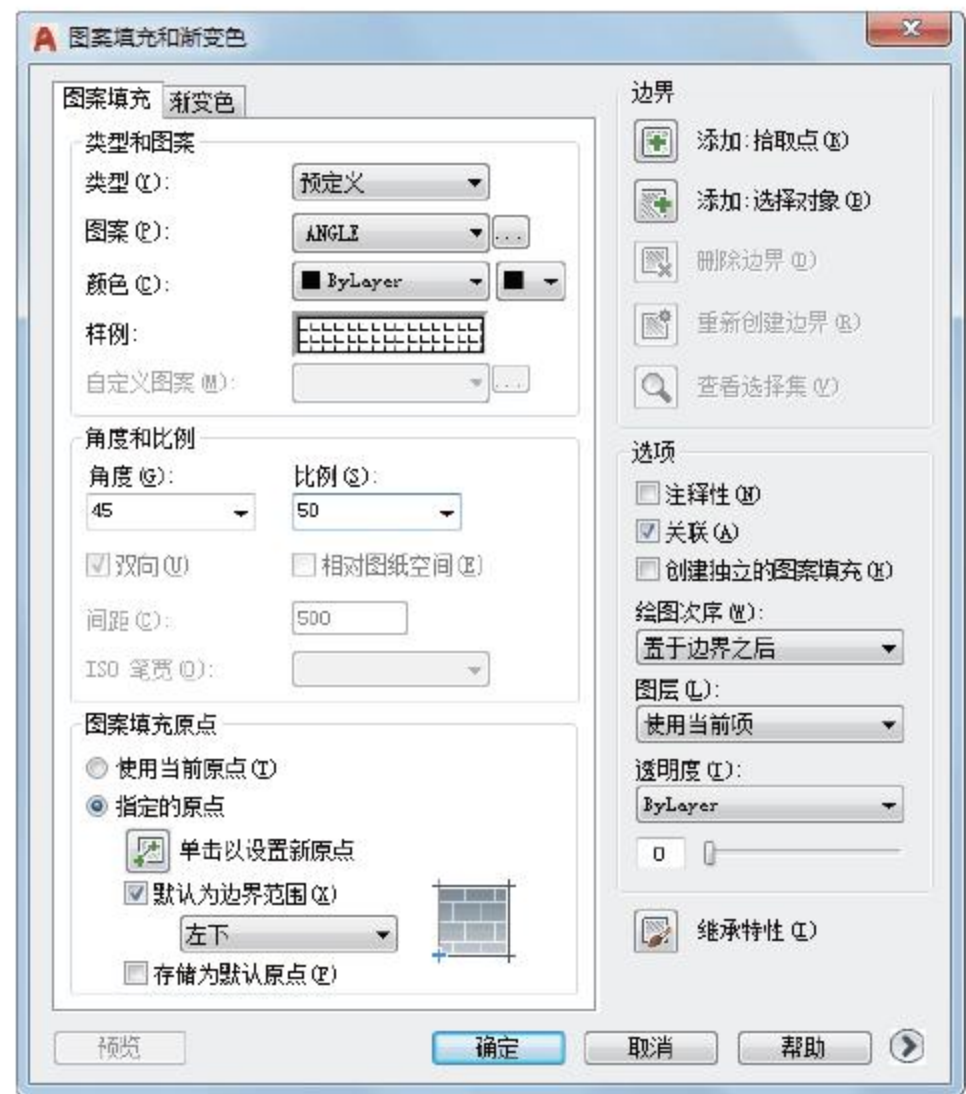 图案填充和渐变色
图案填充 渐变色
类型和图案
类型(Y): 预定义
图案(P): ANGLE ...
颜色(C): ByLayer
样例:
自定义图案(M): ...
角度和比例
角度(G): 比例(S):
45 50
双向(U) 相对图纸空间(E)
间距(C): 500
ISO 笔宽(O):
图案填充原点
使用当前原点(T)
指定的原点
单击以设置新原点
默认为边界范围(X)
左下
存储为默认原点(F)
边界
添加:拾取点(K)
添加:选择对象(B)
删除边界(D)
重新创建边界(R)
查看选择集(V)
选项
注释性(N)
关联(A)
创建独立的图案填充(H)
绘图次序(W):
置于边界之后
图层(L):
使用当前项
透明度(T):
ByLayer
0
继承特性(I)
预览 确定 取消 帮助